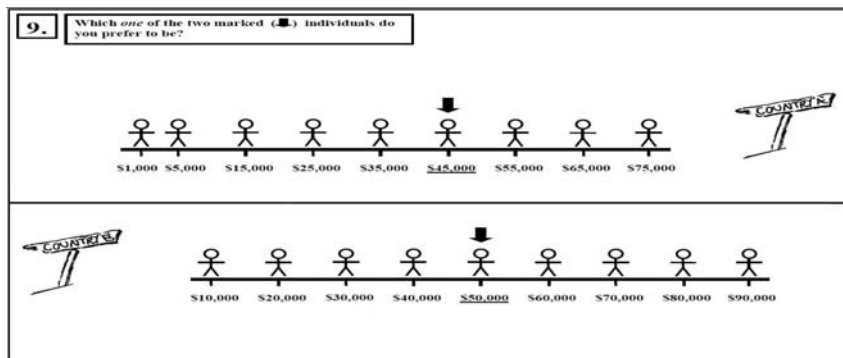 9.
Which one of the two marked ( ) individuals do
you prefer to be?
COUNTRY A
$1,000 $5,000 $15,000 $25,000 $35,000 $45,000 $55,000 $65,000 $75,000
COUNTRY B
$10,000 $20,000 $30,000 $40,000 $50,000 $60,000 $70,000 $80,000 $90,000